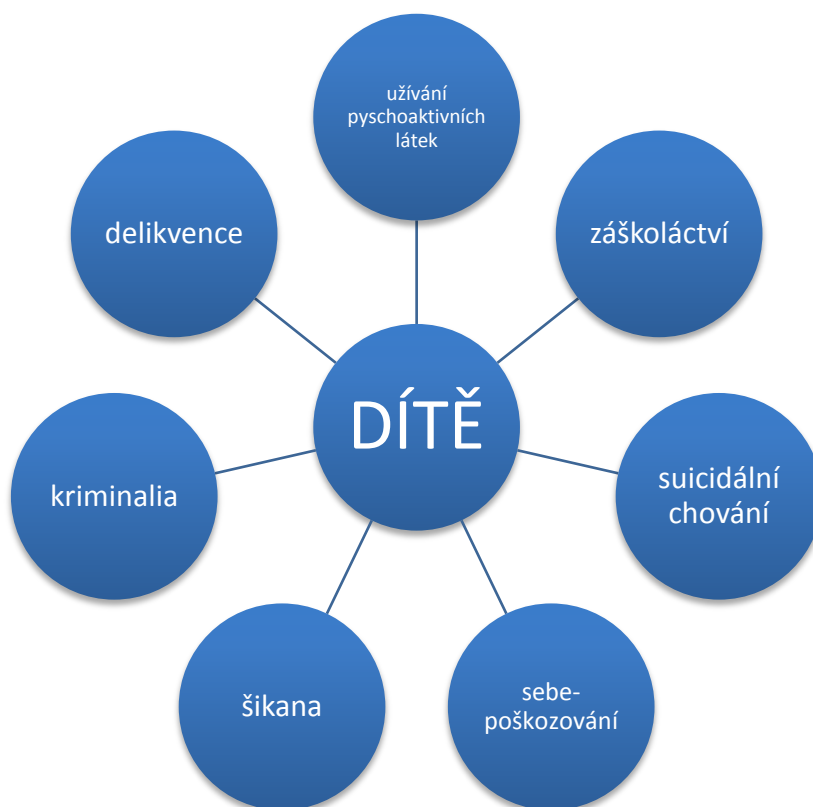 užívání
pyschoaktivních
látek
záškoláctví
suicidální
chování
sebe-
poškozování
šikana
kriminalia
delikvence
DÍTĚ